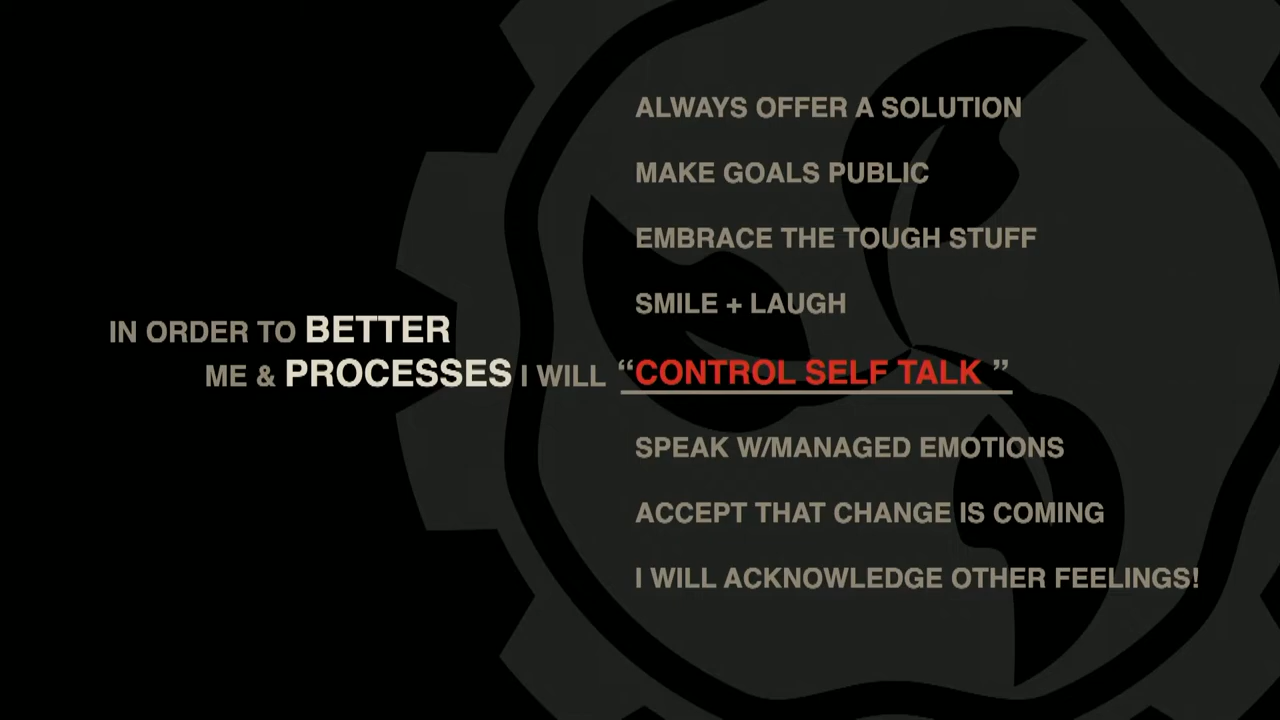 ALWAYS OFFER A SOLUTION
MAKE GOALS PUBLIC
EMBRACE THE TOUGH STUFF
SMILE + LAUGH
IN ORDER TO BETTER
ME & PROCESSES I WILL “CONTROL SELF TALK ”
SPEAK W/MANAGED EMOTIONS
ACCEPT THAT CHANGE IS COMING
I WILL ACKNOWLEDGE OTHER FEELINGS!